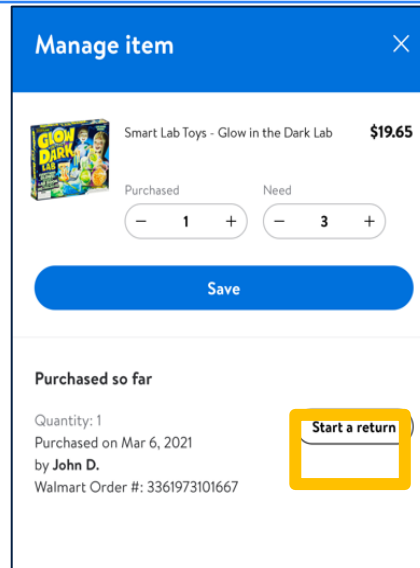 Manage item
GLOW
DARK
LAB
Smart Lab Toys - Glow in the Dark Lab $19.65
Purchased Need
− 1 + − 3 +
Save
Purchased so far
Quantity: 1
Start a return
Purchased on Mar 6, 2021
by John D.
Walmart Order #: 3361973101667